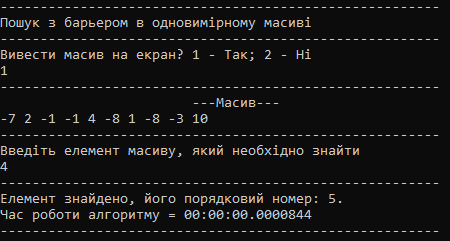 -------------------------------------------------------
Пошук з барьером в одновимірному масиві
-------------------------------------------------------
Вивести масив на екран? 1 - Так; 2 - Ні
1
-------------------------------------------------------
---Масив---
-7 2 -1 -1 4 -8 1 -8 -3 10
-------------------------------------------------------
Введіть елемент масиву, який необхідно знайти
4
-------------------------------------------------------
Елемент знайдено, його порядковий номер: 5.
Час роботи алгоритму = 00:00:00.0000844
-------------------------------------------------------